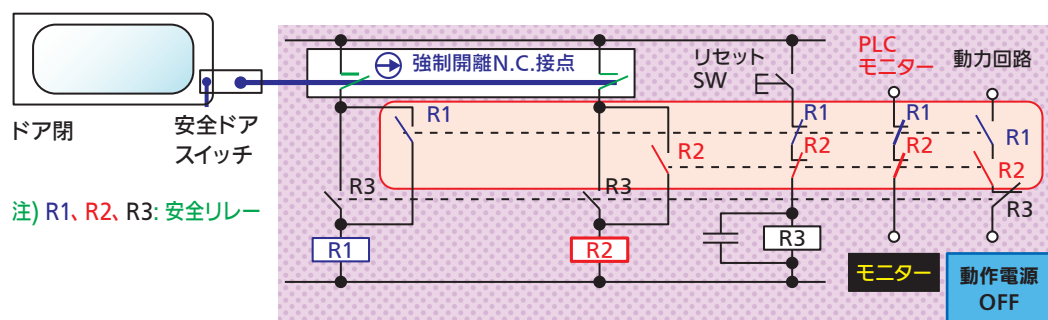 ドア閉
安全ドア
スイッチ
注) R1、R2、R3: 安全リレー
強制開離N.C.接点
リセット
SW
PLC
モニター
動力回路
R1
R1
R1
R1
R2
R2
R2
R2
R3
R3
R3
R1
R2
R3
モニター
動作電源
OFF